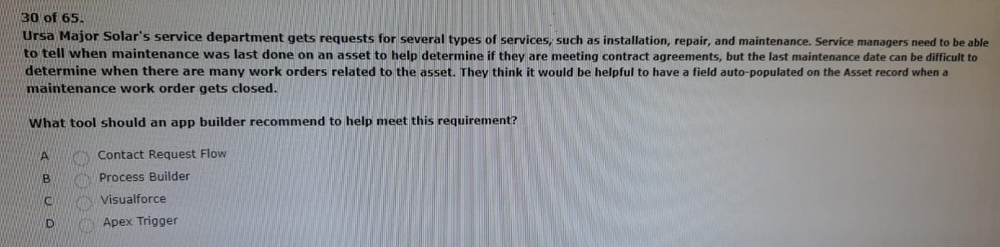 30 of 65.
Ursa Major Solar's service department gets requests for several types of services, such as installation, repair, and maintenance. Service managers need to be able
to tell when maintenance was last done on an asset to help determine if they are meeting contract agreements, but the last maintenance date can be difficult to
determine when there are many work orders related to the asset. They think it would be helpful to have a field auto-populated on the Asset record when a
maintenance work order gets closed.
What tool should an app builder recommend to help meet this requirement?
A Contact Request Flow
B Process Builder
C Visualforce
D Apex Trigger